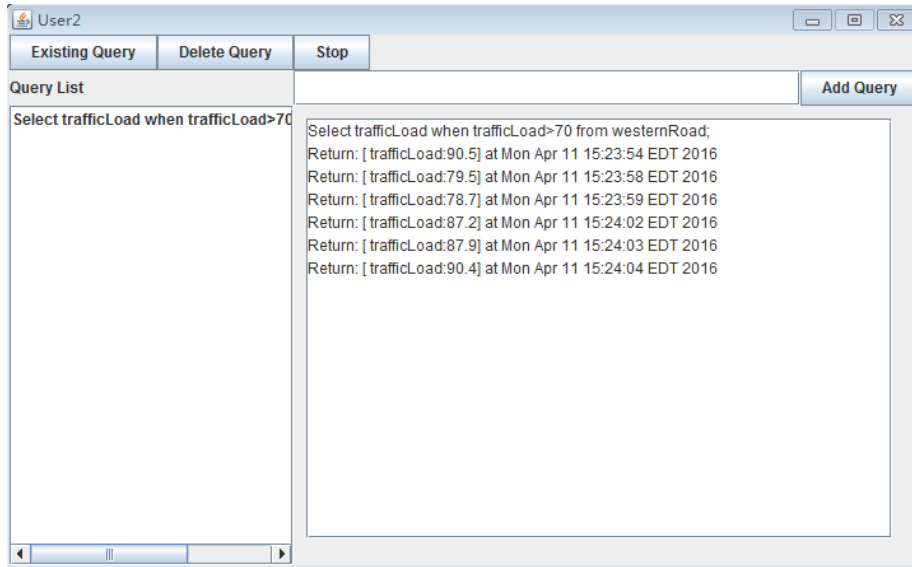 User2
Existing Query
Delete Query
Stop
Query List
Add Query
Select trafficLoad when trafficLoad>70
Select trafficLoad when trafficLoad>70 from westernRoad;
Return: [ trafficLoad:90.5] at Mon Apr 11 15:23:54 EDT 2016
Return: [ trafficLoad:79.5] at Mon Apr 11 15:23:58 EDT 2016
Return: [ trafficLoad:78.7] at Mon Apr 11 15:23:59 EDT 2016
Return: [ trafficLoad:87.2] at Mon Apr 11 15:24:02 EDT 2016
Return: [ trafficLoad:87.9] at Mon Apr 11 15:24:03 EDT 2016
Return: [ trafficLoad:90.4] at Mon Apr 11 15:24:04 EDT 2016